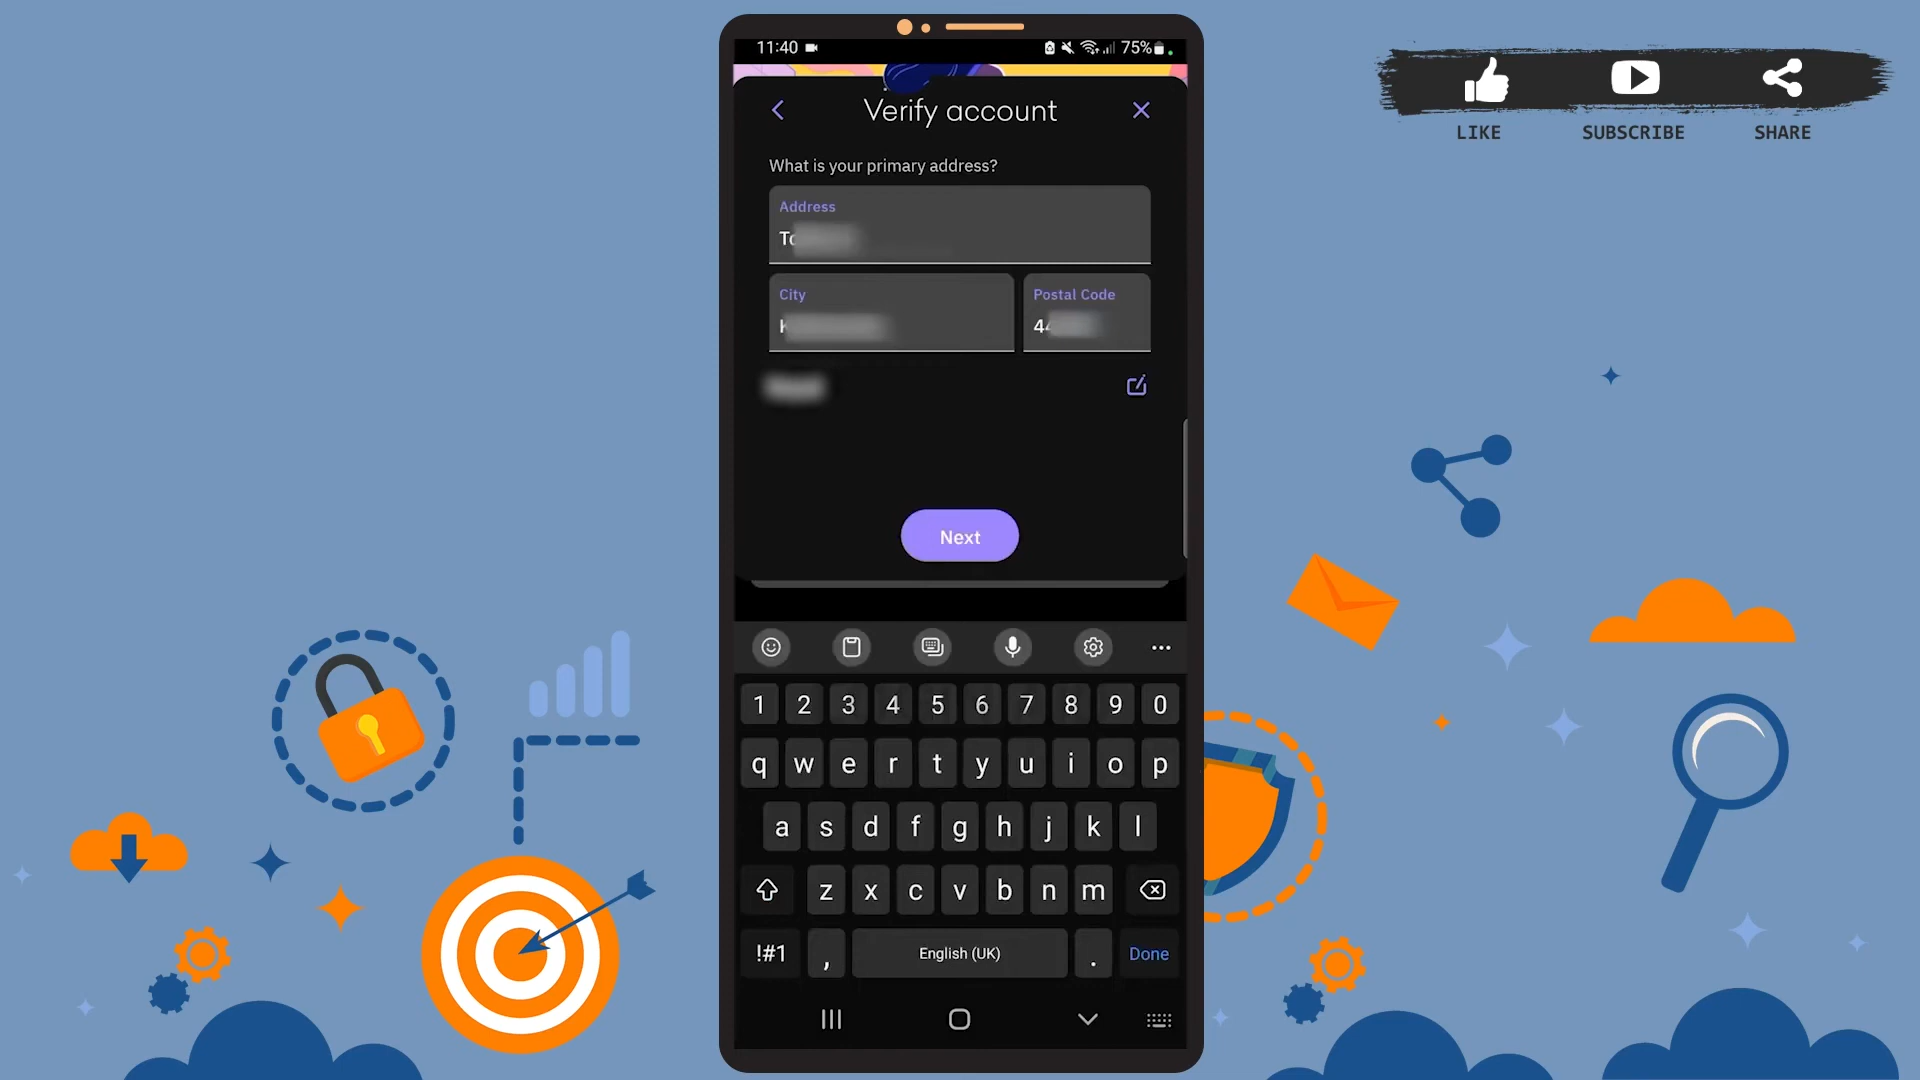 11:40
75%
Verify account
What is your primary address?
Address
City
Postal Code
Next
1 2 3 4 5 6 7 8 9 0
q w e r t y u i o p
a s d f g h j k l
z x c v b n m
!#1 , English (UK) . Done
LIKE SUBSCRIBE SHARE